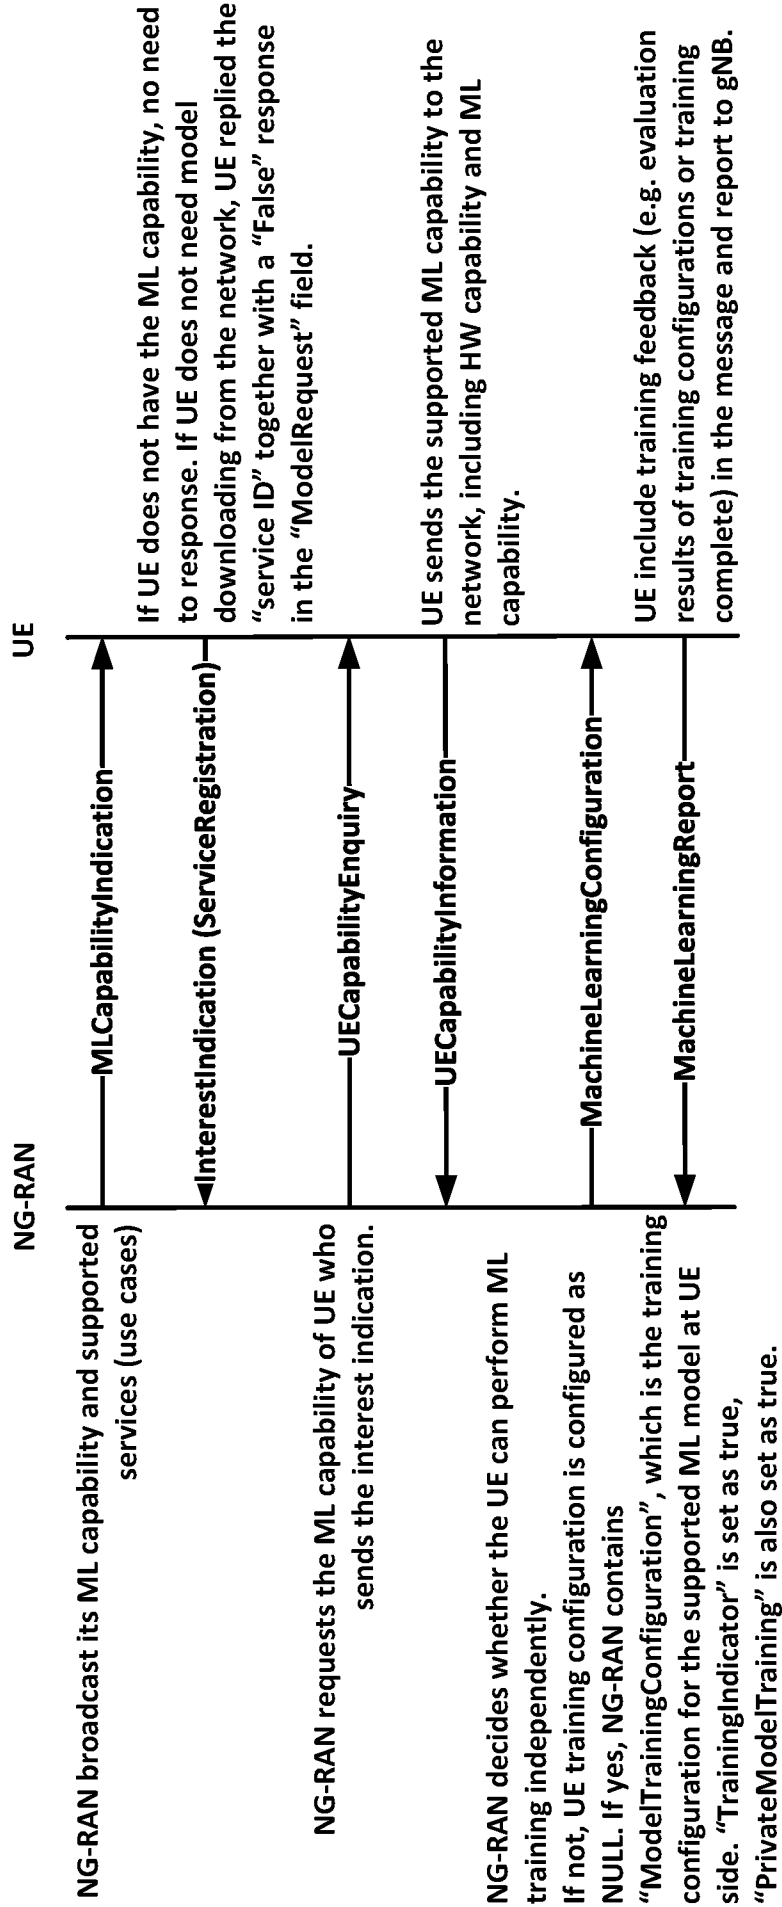 NG-RAN
UE
NG-RAN broadcast its ML capability and supported
services (use cases)
MLCapabilityIndication
InterestIndication (ServiceRegistration)
If UE does not have the ML capability, no need
to response. If UE does not need model
downloading from the network, UE replied the
“service ID” together with a “False” response
in the “ModelRequest” field.
NG-RAN requests the ML capability of UE who
sends the interest indication.
UECapabilityEnquiry
UECapabilityInformation
UE sends the supported ML capability to the
network, including HW capability and ML
capability.
NG-RAN decides whether the UE can perform ML
training independently.
If not, UE training configuration is configured as
NULL. If yes, NG-RAN contains
“ModelTrainingConfiguration”, which is the training
configuration for the supported ML model at UE
side. “TrainingIndicator” is set as true,
“PrivateModelTraining” is also set as true.
MachineLearningConfiguration
MachineLearningReport
UE include training feedback (e.g. evaluation
results of training configurations or training
complete) in the message and report to gNB.